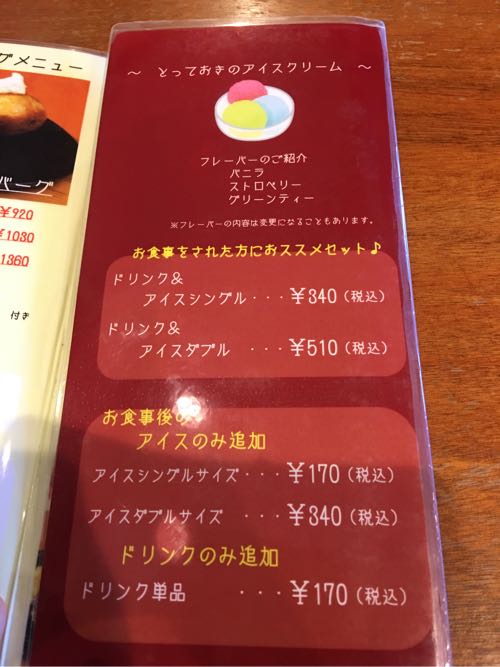 グメニュー
バーグ
¥920
¥1030
1360
付き
～ とっておきのアイスクリーム ～
フレーバーのご紹介
バニラ
ストロベリー
グリーンティー
※フレーバーの内容は変更になることもあります。
お食事をされた方におススメセット♪
ドリンク&
アイスシングル・・・¥340(税込)
ドリンク&
アイスダブル ・・・¥510(税込)
お食事後の
アイスのみ追加
アイスシングルサイズ・・・¥170(税込)
アイスダブルサイズ ・・・¥340(税込)
ドリンクのみ追加
ドリンク単品 ・・・¥170(税込)